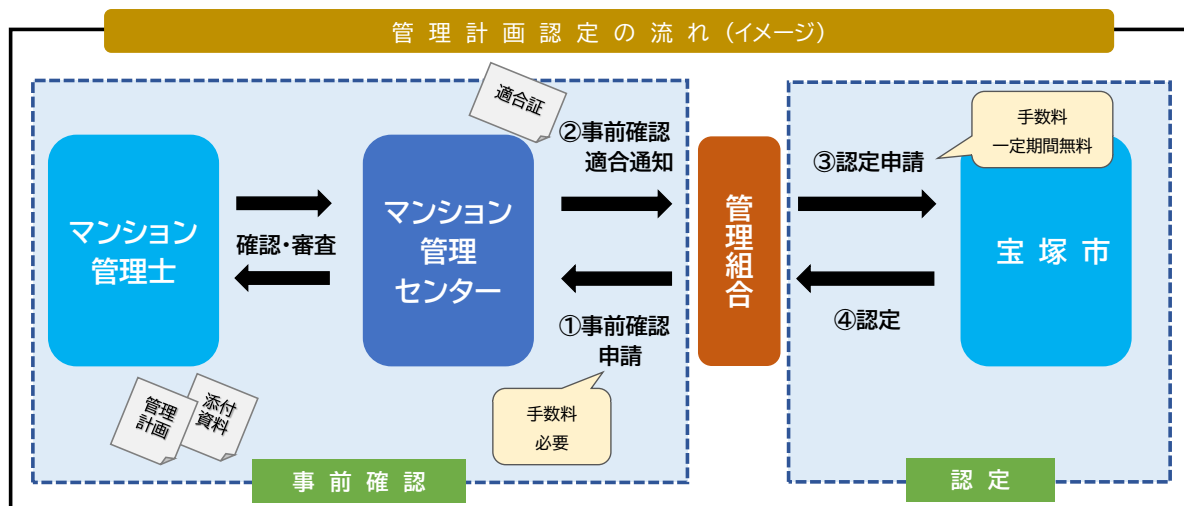 管理計画認定の流れ(イメージ)
適合証
②事前確認
適合通知
手数料
一定期間無料
③認定申請
マンション
管理士
確認・審査
マンション
管理
センター
管理組合
宝塚市
①事前確認
申請
④認定
管理
計画
添付
資料
手数料
必要
事前確認
認定